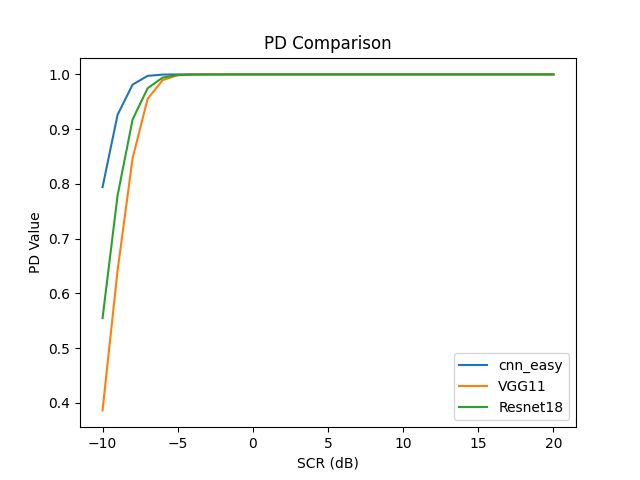 PD Comparison
1.0
0.9
0.8
0.7
0.6
0.5
0.4
PD Value
cnn_easy
VGG11
Resnet18
−10
−5
0
5
10
15
20
SCR (dB)